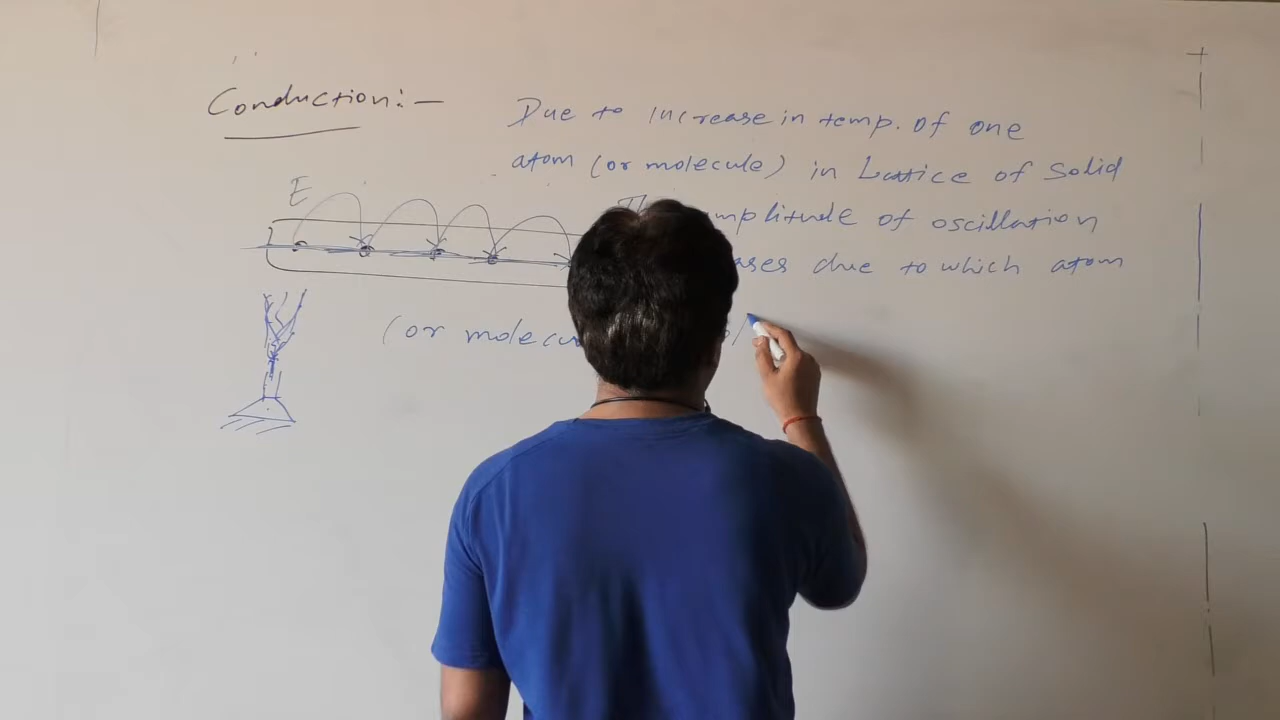 Conduction:-
Due to increase in temp. of one
atom (or molecule) in Lattice of solid
amplitude of oscillation
due to which atom
(or
E